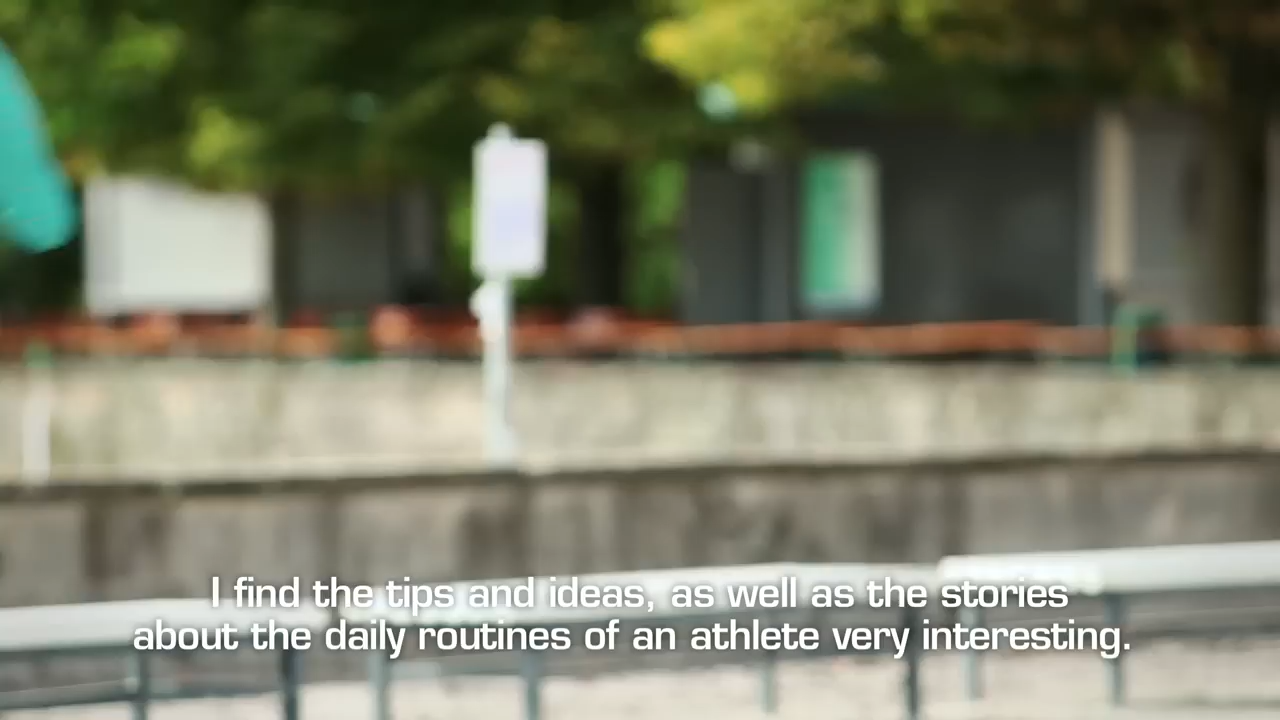 I find the tips and ideas, as well as the stories
about the daily routines of an athlete very interesting.